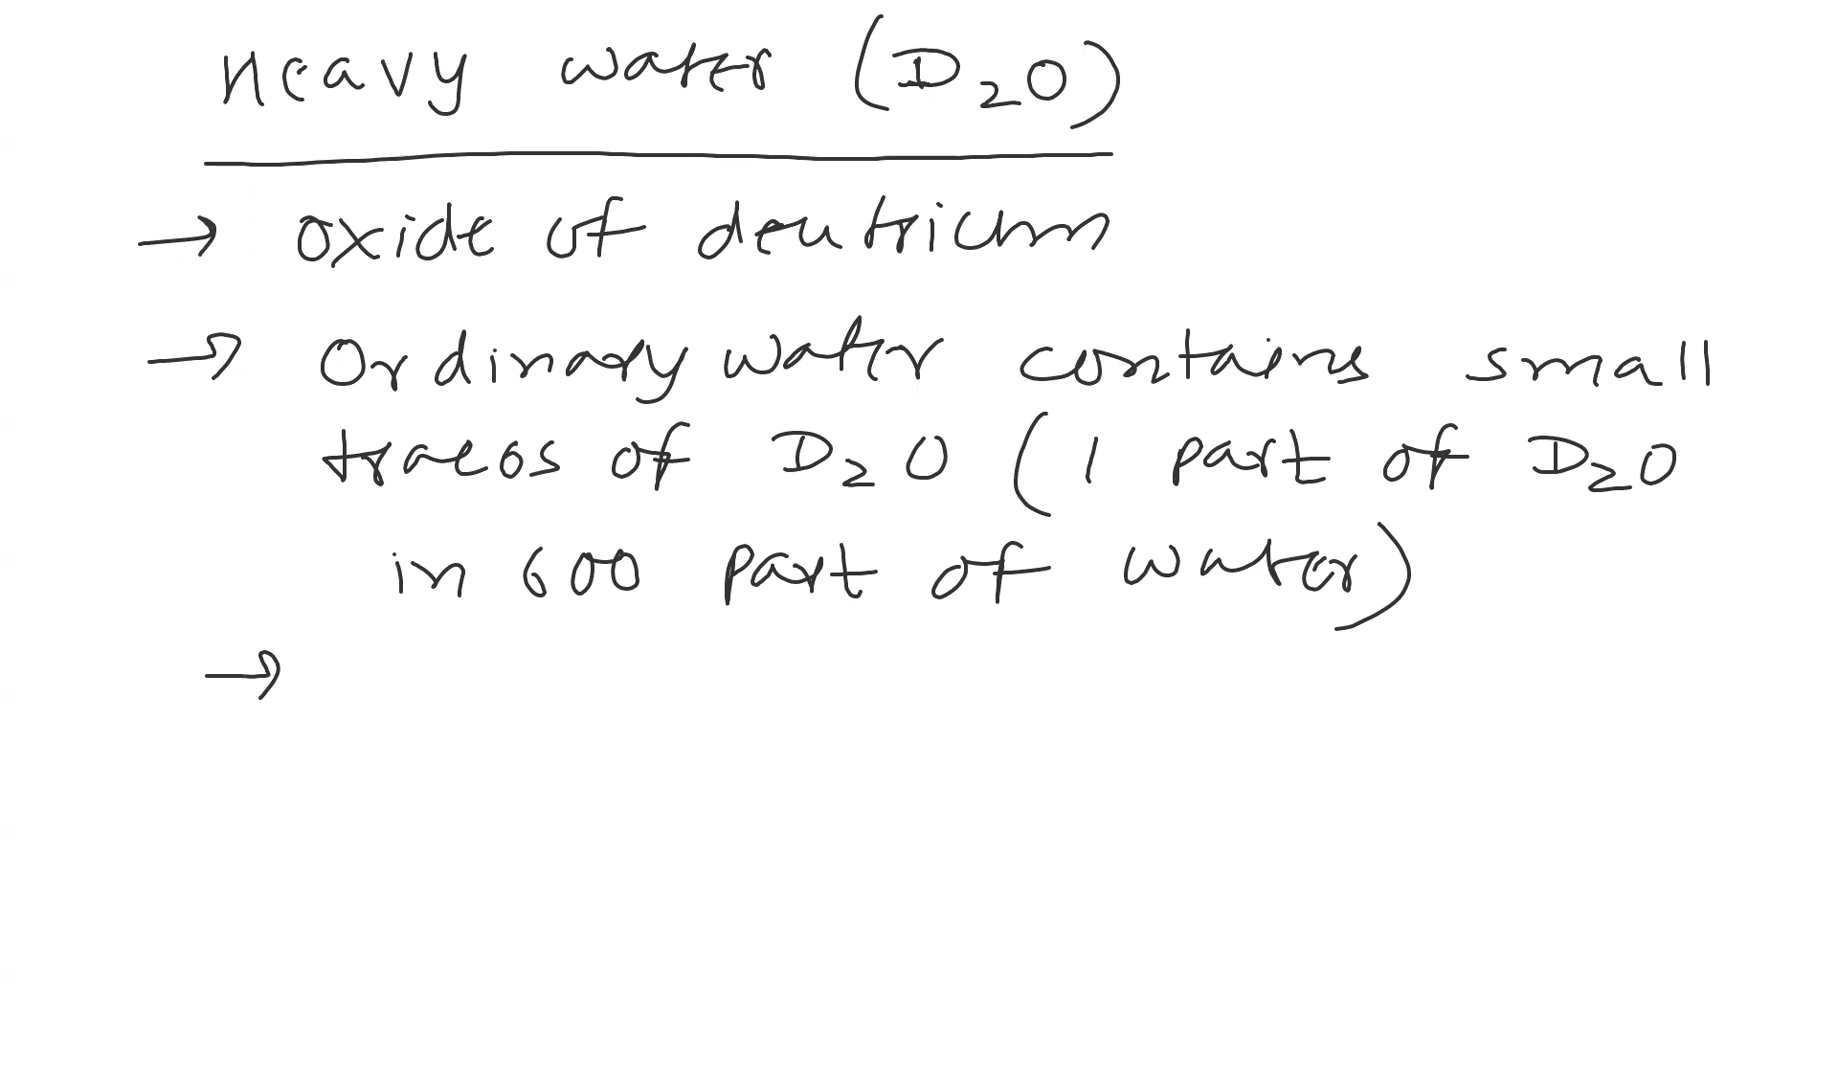 Heavy water (D₂O)
→ oxide of deutrium
→ Ordinary water contains small
traces of D₂O (1 part of D₂O
in 600 part of water)
→